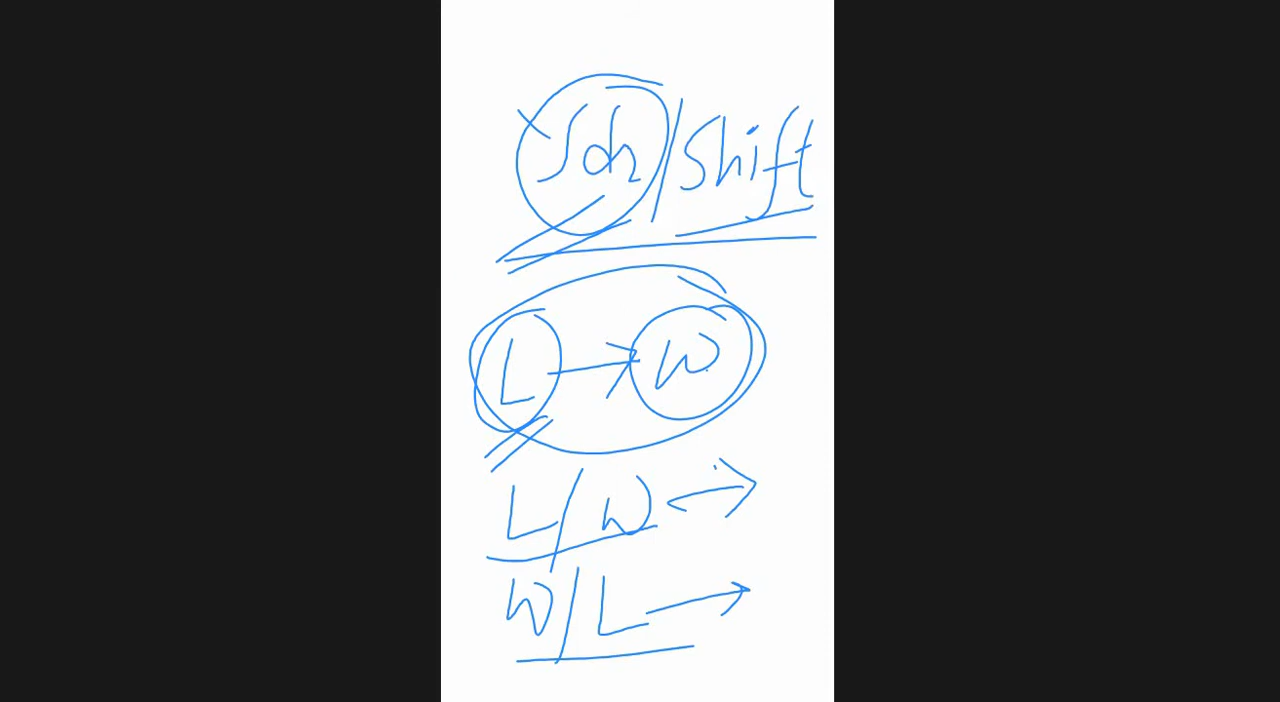 Sch/Shift
L → W
L/W ↔
W/L →